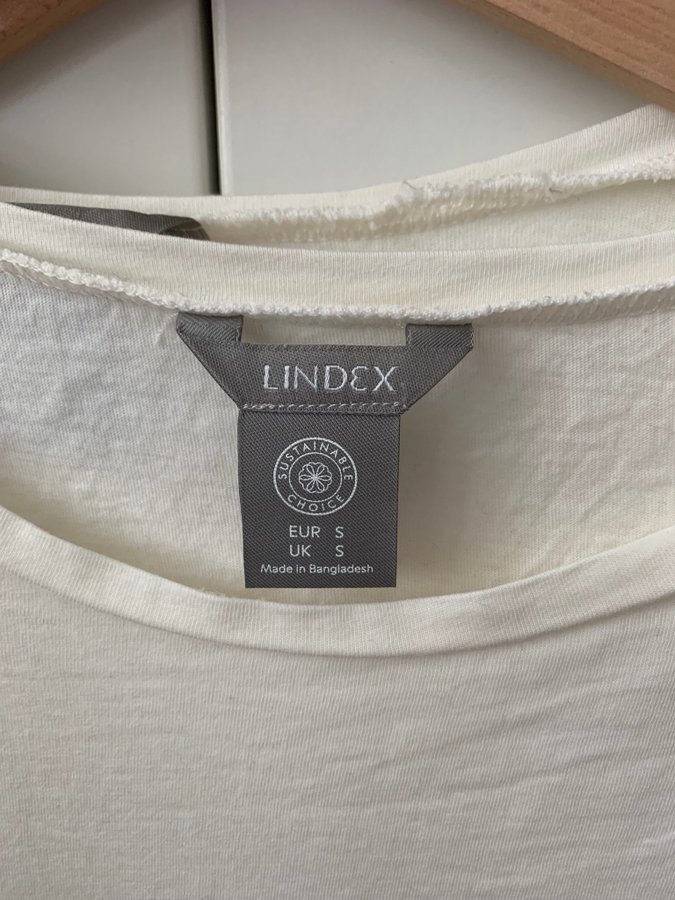 LINDEX
SUSTAINABLE
CHOICE
EUR S
UK S
Made in Bangladesh